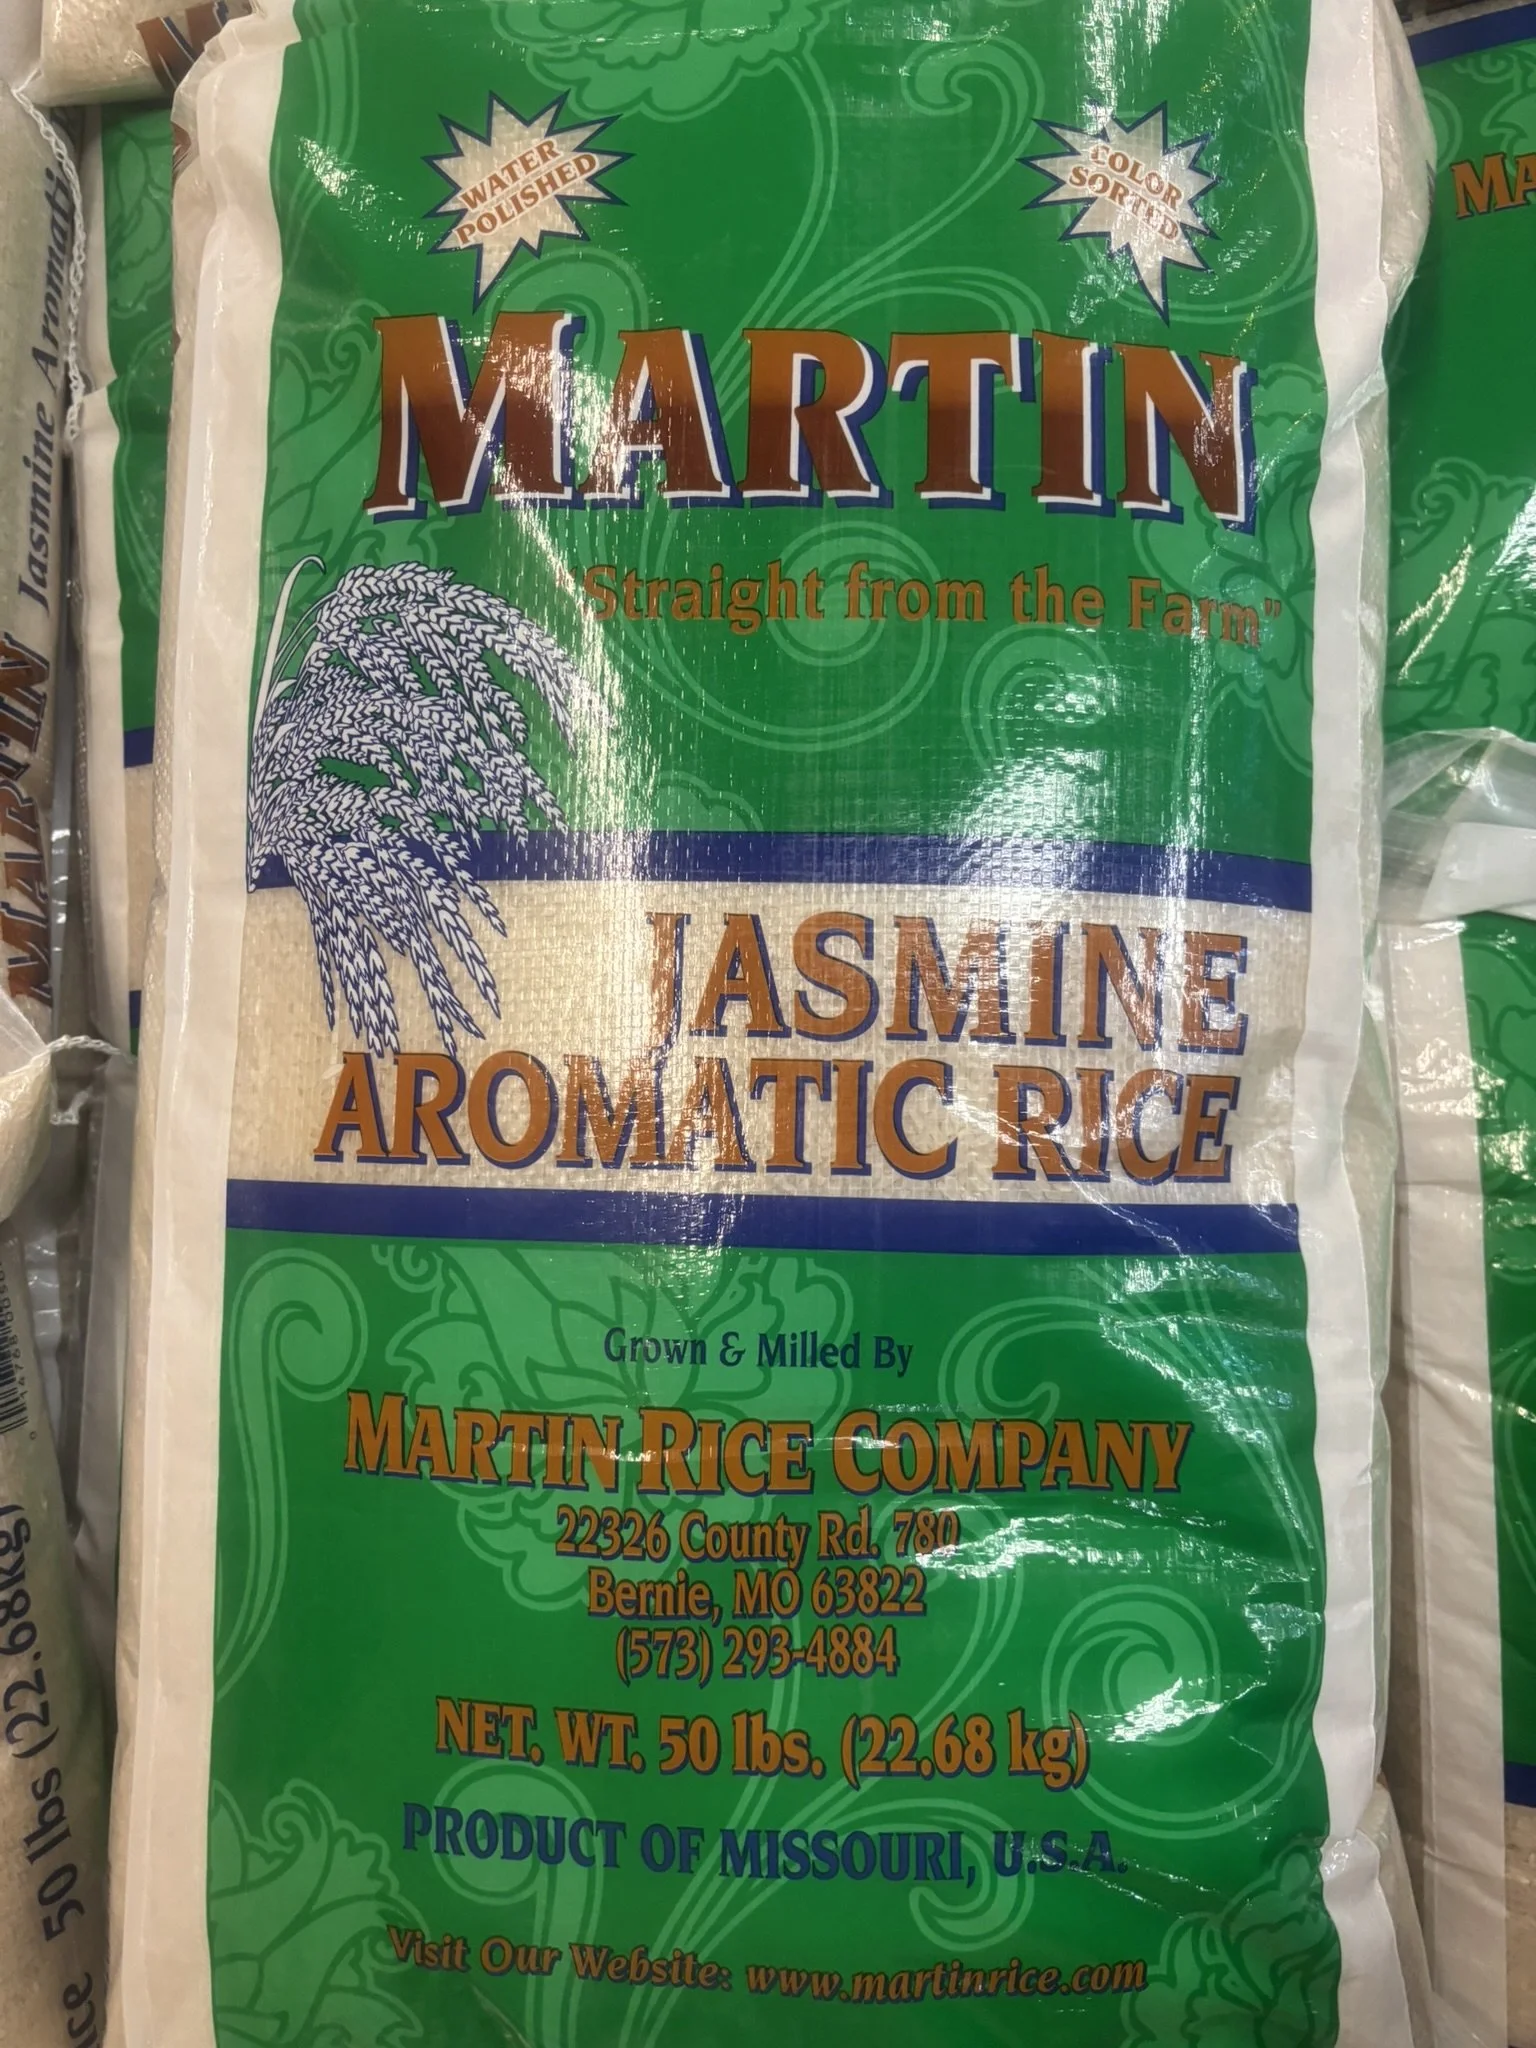 WATER
POLISHED
COLOR
SORTED
MARTIN
"Straight from the Farm"
JASMINE
AROMATIC RICE
Grown & Milled By
MARTIN RICE COMPANY
22326 County Rd. 780
Bernie, MO 63822
(573) 293-4884
NET. WT. 50 lbs. (22.68 kg)
PRODUCT OF MISSOURI, U.S.A.
Visit Our Website: www.martinrice.com
MARTIN Jasmine Aromati
50 lbs (22.68kg)
MA